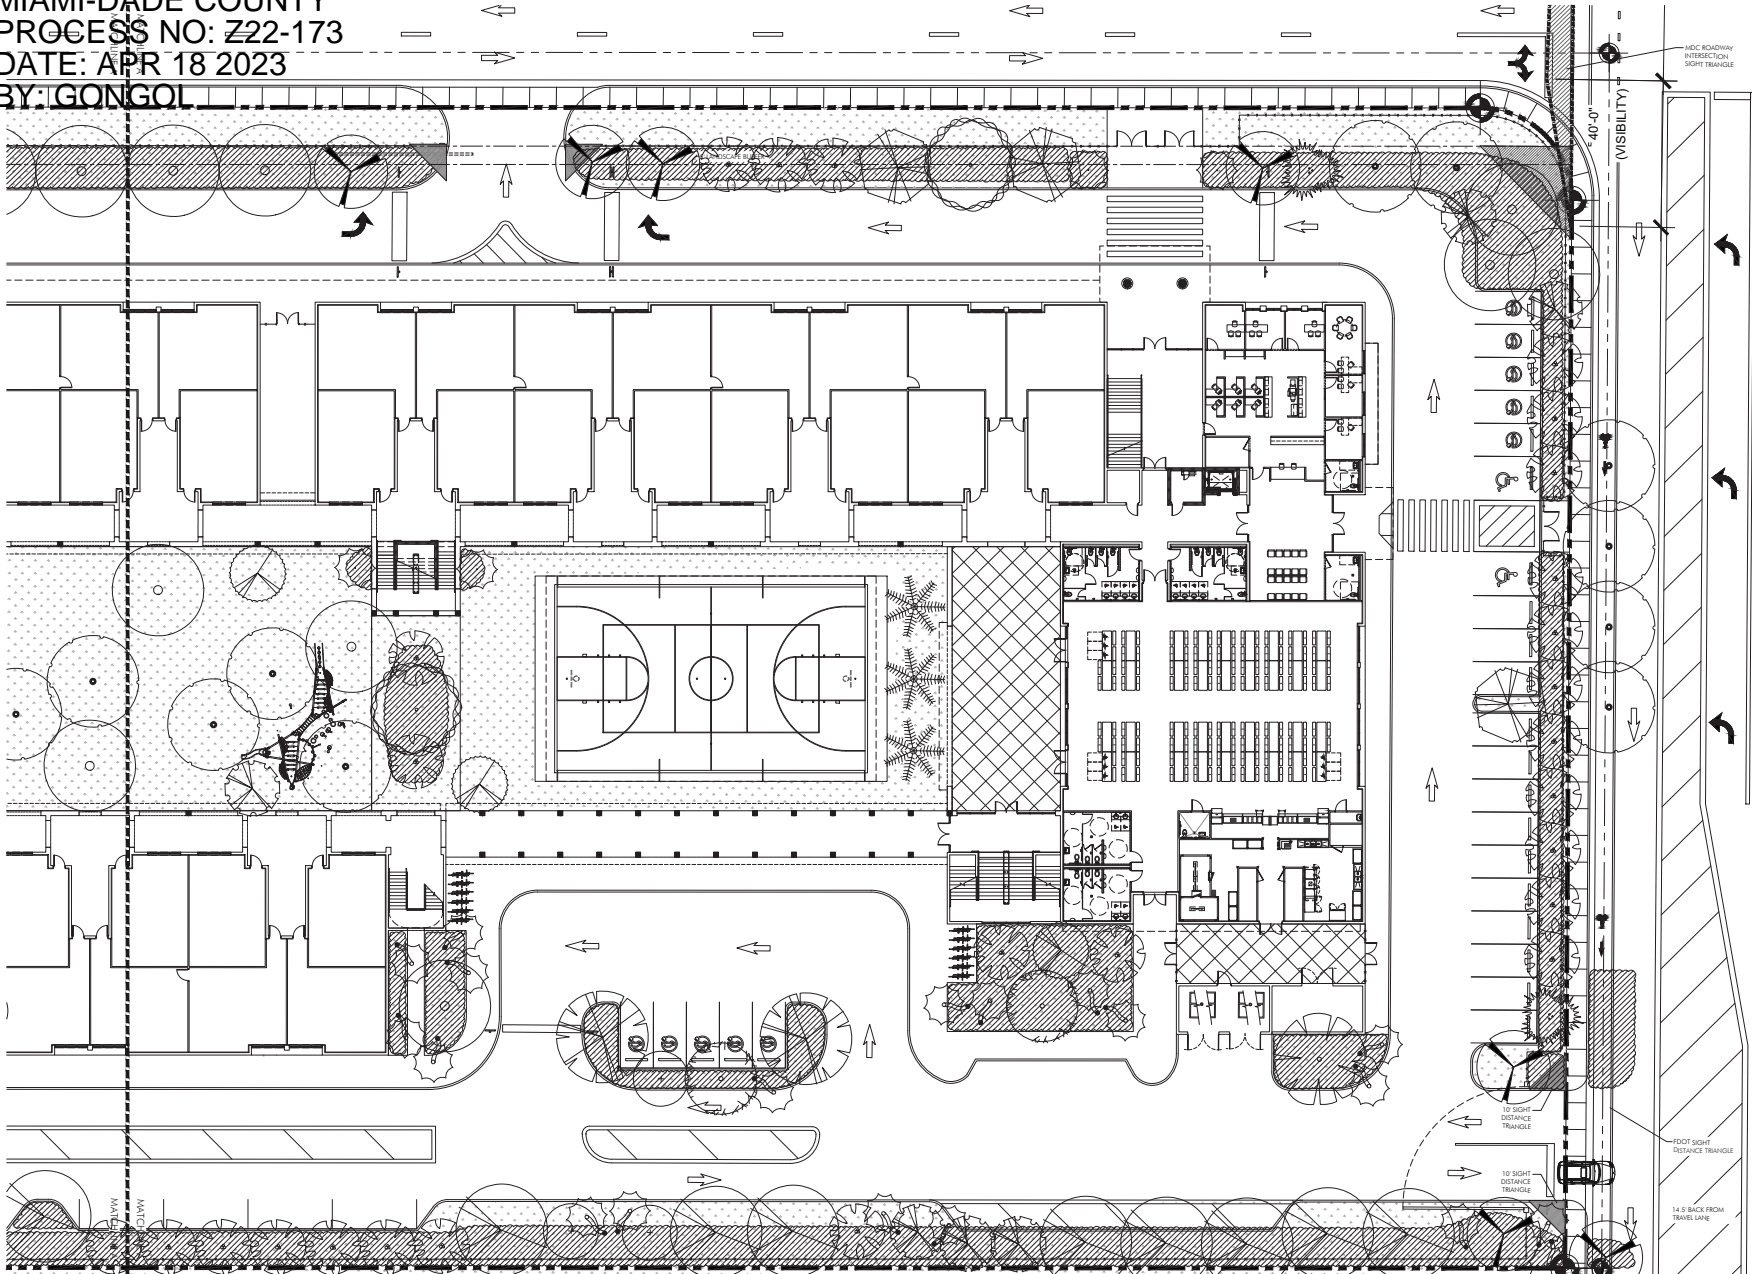 MIAMI-DADE COUNTY
PROCESS NO: Z22-173
DATE: APR 18 2023
BY: GONGOL
MDC ROADWAY
INTERSECTION
SIGHT TRIANGLE
40'-0"
(VISIBILITY)
LANDSCAPE BUFFER
10' SIGHT
DISTANCE
TRIANGLE
FDOT SIGHT
DISTANCE TRIANGLE
10' SIGHT
DISTANCE
TRIANGLE
14.5' BACK FROM
TRAVEL LANE